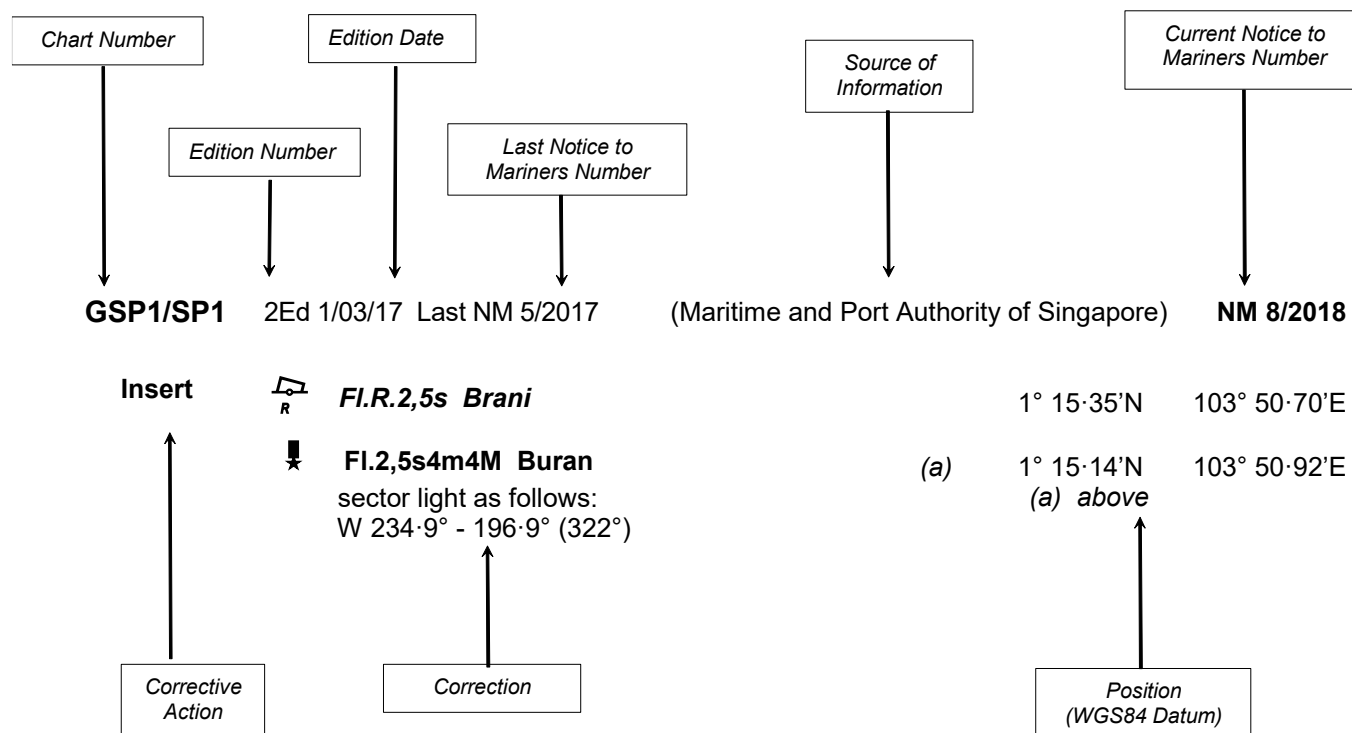 Chart Number
Edition Date
Source of
Information
Current Notice to
Mariners Number
Edition Number
Last Notice to
Mariners Number
GSP1/SP1 2Ed 1/03/17 Last NM 5/2017 (Maritime and Port Authority of Singapore) NM 8/2018
Insert R Fl.R.2,5s Brani 1° 15·35’N 103° 50·70’E
Fl.2,5s4m4M Buran (a) 1° 15·14’N 103° 50·92’E
sector light as follows: (a) above
W 234·9° - 196·9° (322°)
Corrective
Action
Correction
Position
(WGS84 Datum)